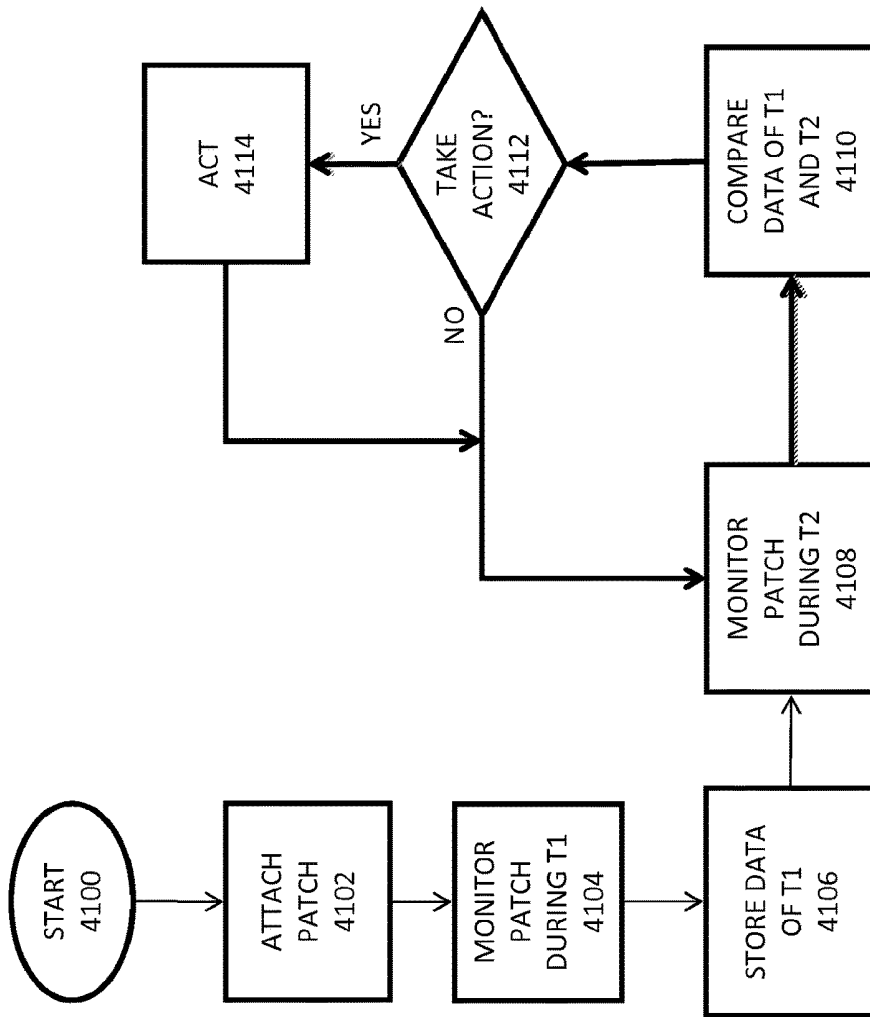 START
4100
ATTACH
PATCH
4102
MONITOR
PATCH
DURING T1
4104
STORE DATA
OF T1
4106
MONITOR
PATCH
DURING T2
4108
COMPARE
DATA OF T1
AND T2
4110
TAKE
ACTION?
4112
YES
NO
ACT
4114